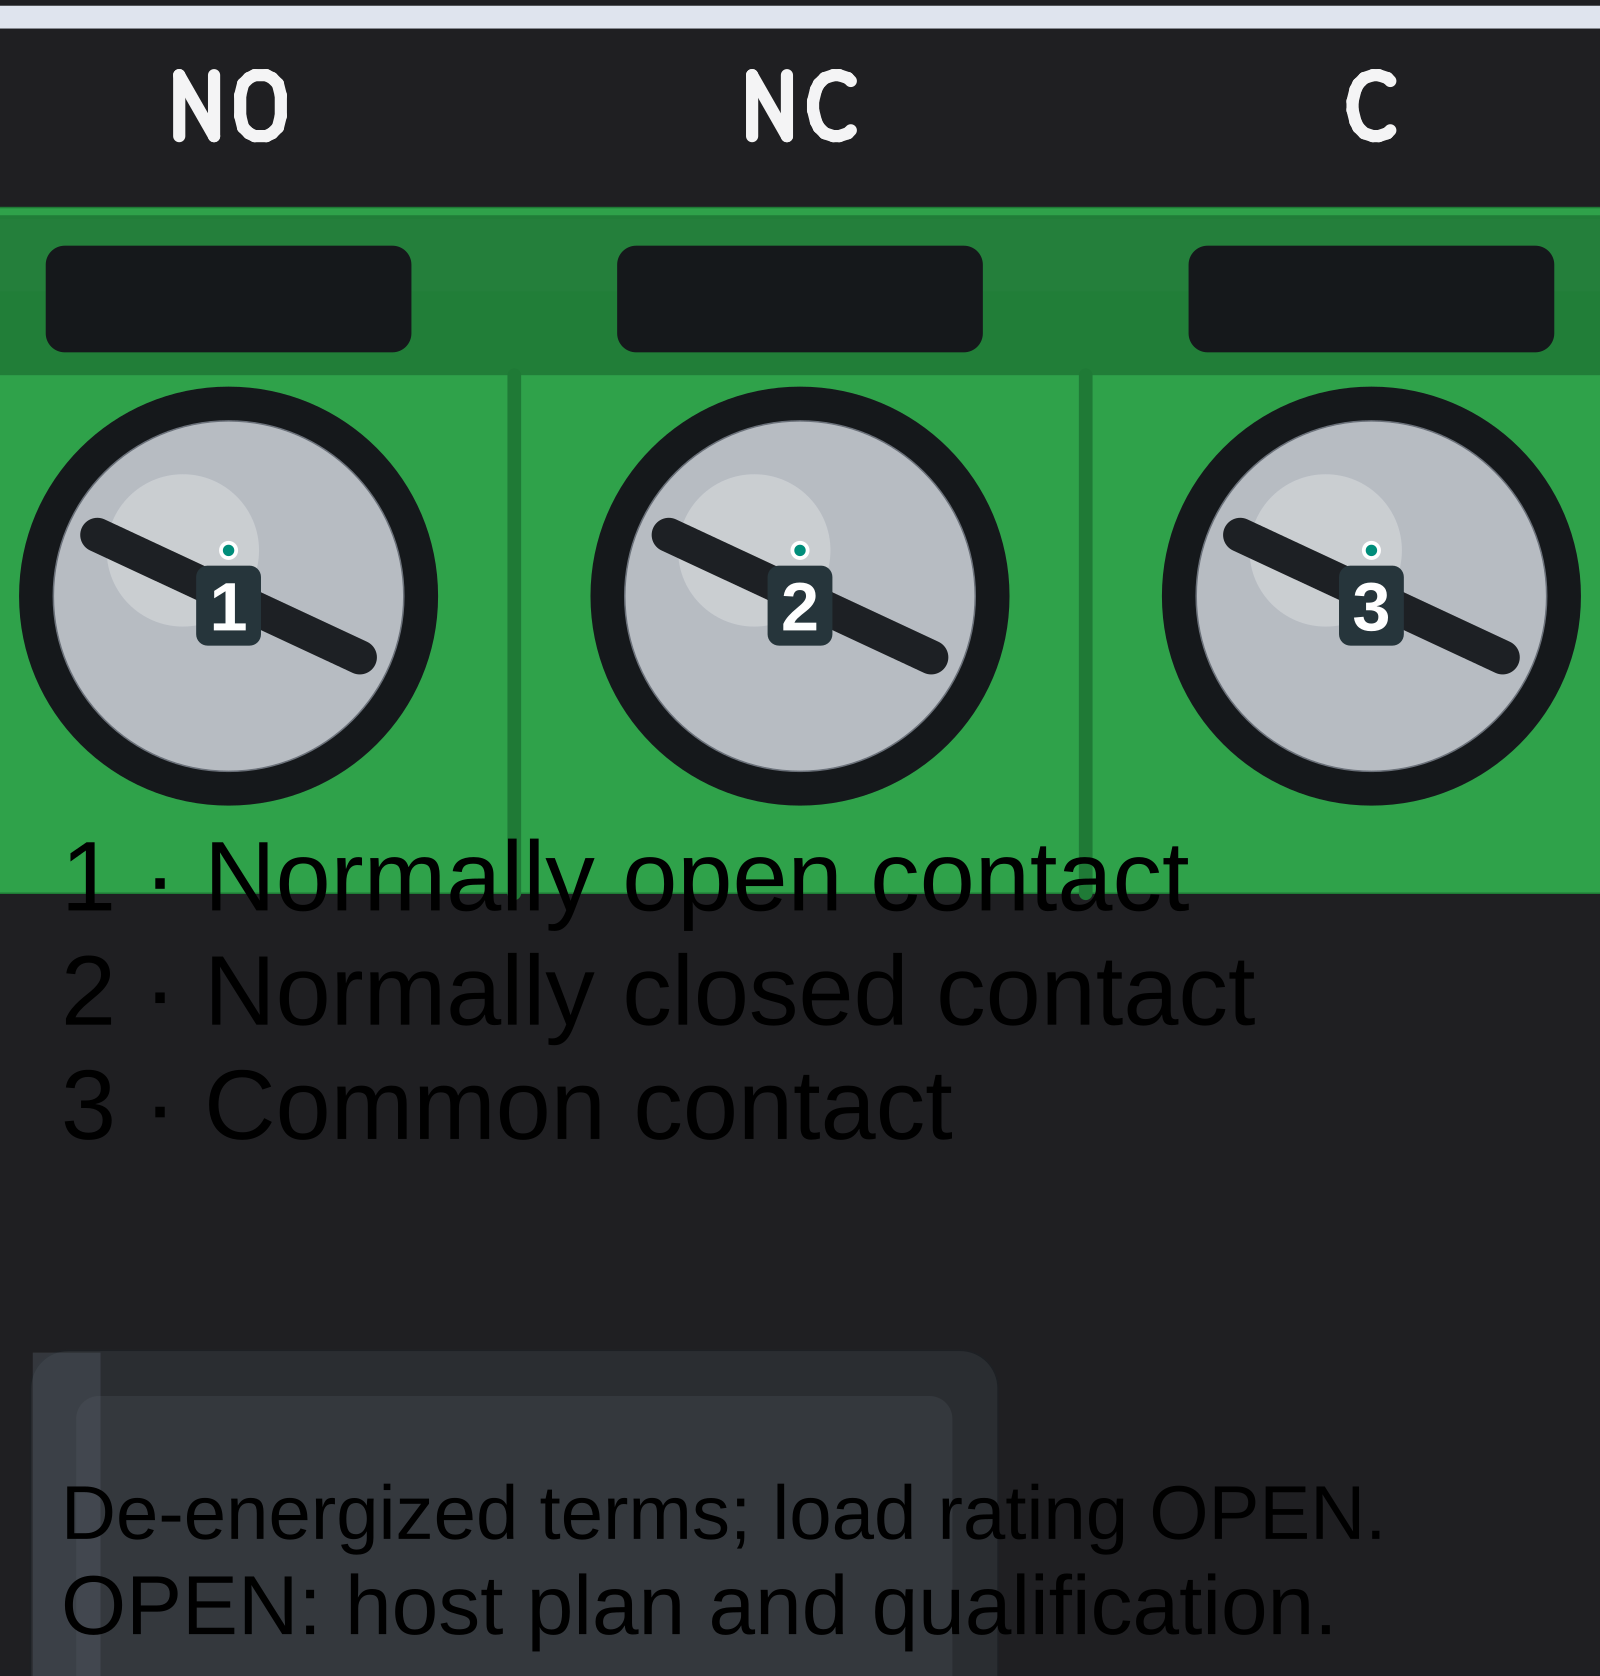 NO NC C
1 2 3
1 · Normally open contact
2 · Normally closed contact
3 · Common contact
De-energized terms; load rating OPEN.
OPEN: host plan and qualification.